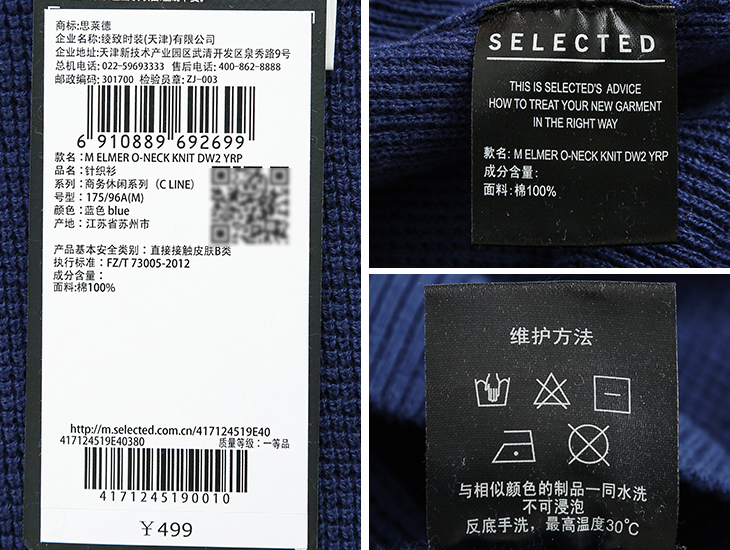 商标：思莱德
企业名称:绫致时装(天津)有限公司
企业地址:天津新技术产业园区武清开发区泉秀路9号
总机电话：022-59693333 售后电话：400-862-8888
邮政编码：301700 检验员章：ZJ-003
6 910889 692699
款名：M ELMER O-NECK KNIT DW2 YRP
品名：针织衫
系列：商务休闲系列（C LINE）
号型：175/96A(M)
颜色：蓝色 blue
产地：江苏省苏州市
产品基本安全类别：直接接触皮肤B类
执行标准：FZ/T 73005-2012
成分含量：
面料:棉100%
http://m.selected.com.cn/417124519E40
417124519E40380 质量等级：一等品
4171245190010
￥499
SELECTED
THIS IS SELECTED'S ADVICE
HOW TO TREAT YOUR NEW GARMENT
IN THE RIGHT WAY
款名：M ELMER O-NECK KNIT DW2 YRP
成分含量：
面料：棉100%
维护方法
与相似颜色的制品一同水洗
不可浸泡
反底手洗，最高温度30℃